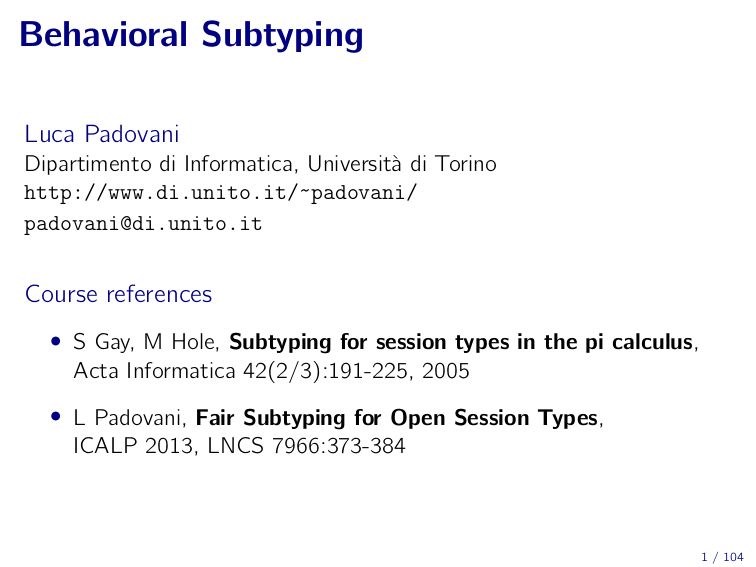 Behavioral Subtyping
Luca Padovani
Dipartimento di Informatica, Università di Torino
http://www.di.unito.it/~padovani/
padovani@di.unito.it
Course references
• S Gay, M Hole, Subtyping for session types in the pi calculus,
Acta Informatica 42(2/3):191-225, 2005
• L Padovani, Fair Subtyping for Open Session Types,
ICALP 2013, LNCS 7966:373-384
1 / 104